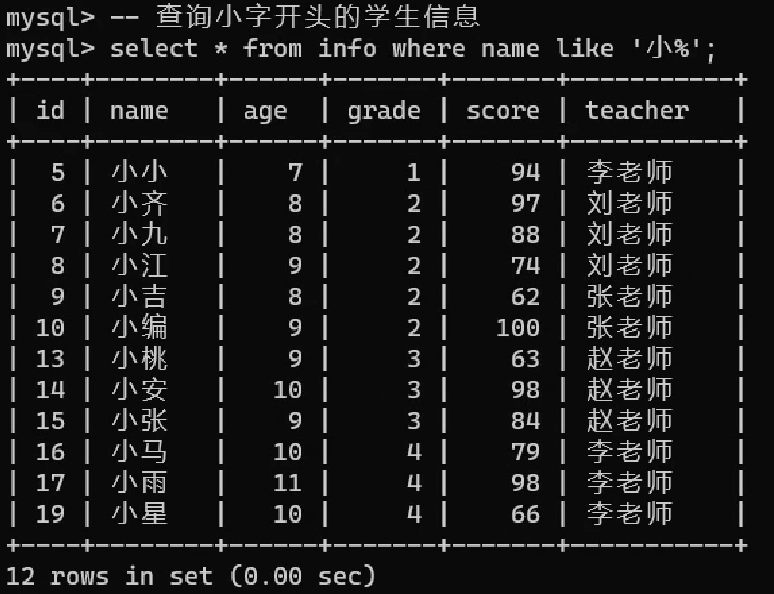 mysql> -- 查询小字开头的学生信息
mysql> select * from info where name like '小%';
+----+--------+------+-------+-------+-----------+
| id | name   | age  | grade | score | teacher   |
+----+--------+------+-------+-------+-----------+
|  5 | 小小   |    7 |     1 |    94 | 李老师    |
|  6 | 小齐   |    8 |     2 |    97 | 刘老师    |
|  7 | 小九   |    8 |     2 |    88 | 刘老师    |
|  8 | 小江   |    9 |     2 |    74 | 刘老师    |
|  9 | 小吉   |    8 |     2 |    62 | 张老师    |
| 10 | 小编   |    9 |     2 |   100 | 张老师    |
| 13 | 小桃   |    9 |     3 |    63 | 赵老师    |
| 14 | 小安   |   10 |     3 |    98 | 赵老师    |
| 15 | 小张   |    9 |     3 |    84 | 赵老师    |
| 16 | 小马   |   10 |     4 |    79 | 李老师    |
| 17 | 小雨   |   11 |     4 |    98 | 李老师    |
| 19 | 小星   |   10 |     4 |    66 | 李老师    |
+----+--------+------+-------+-------+-----------+
12 rows in set (0.00 sec)